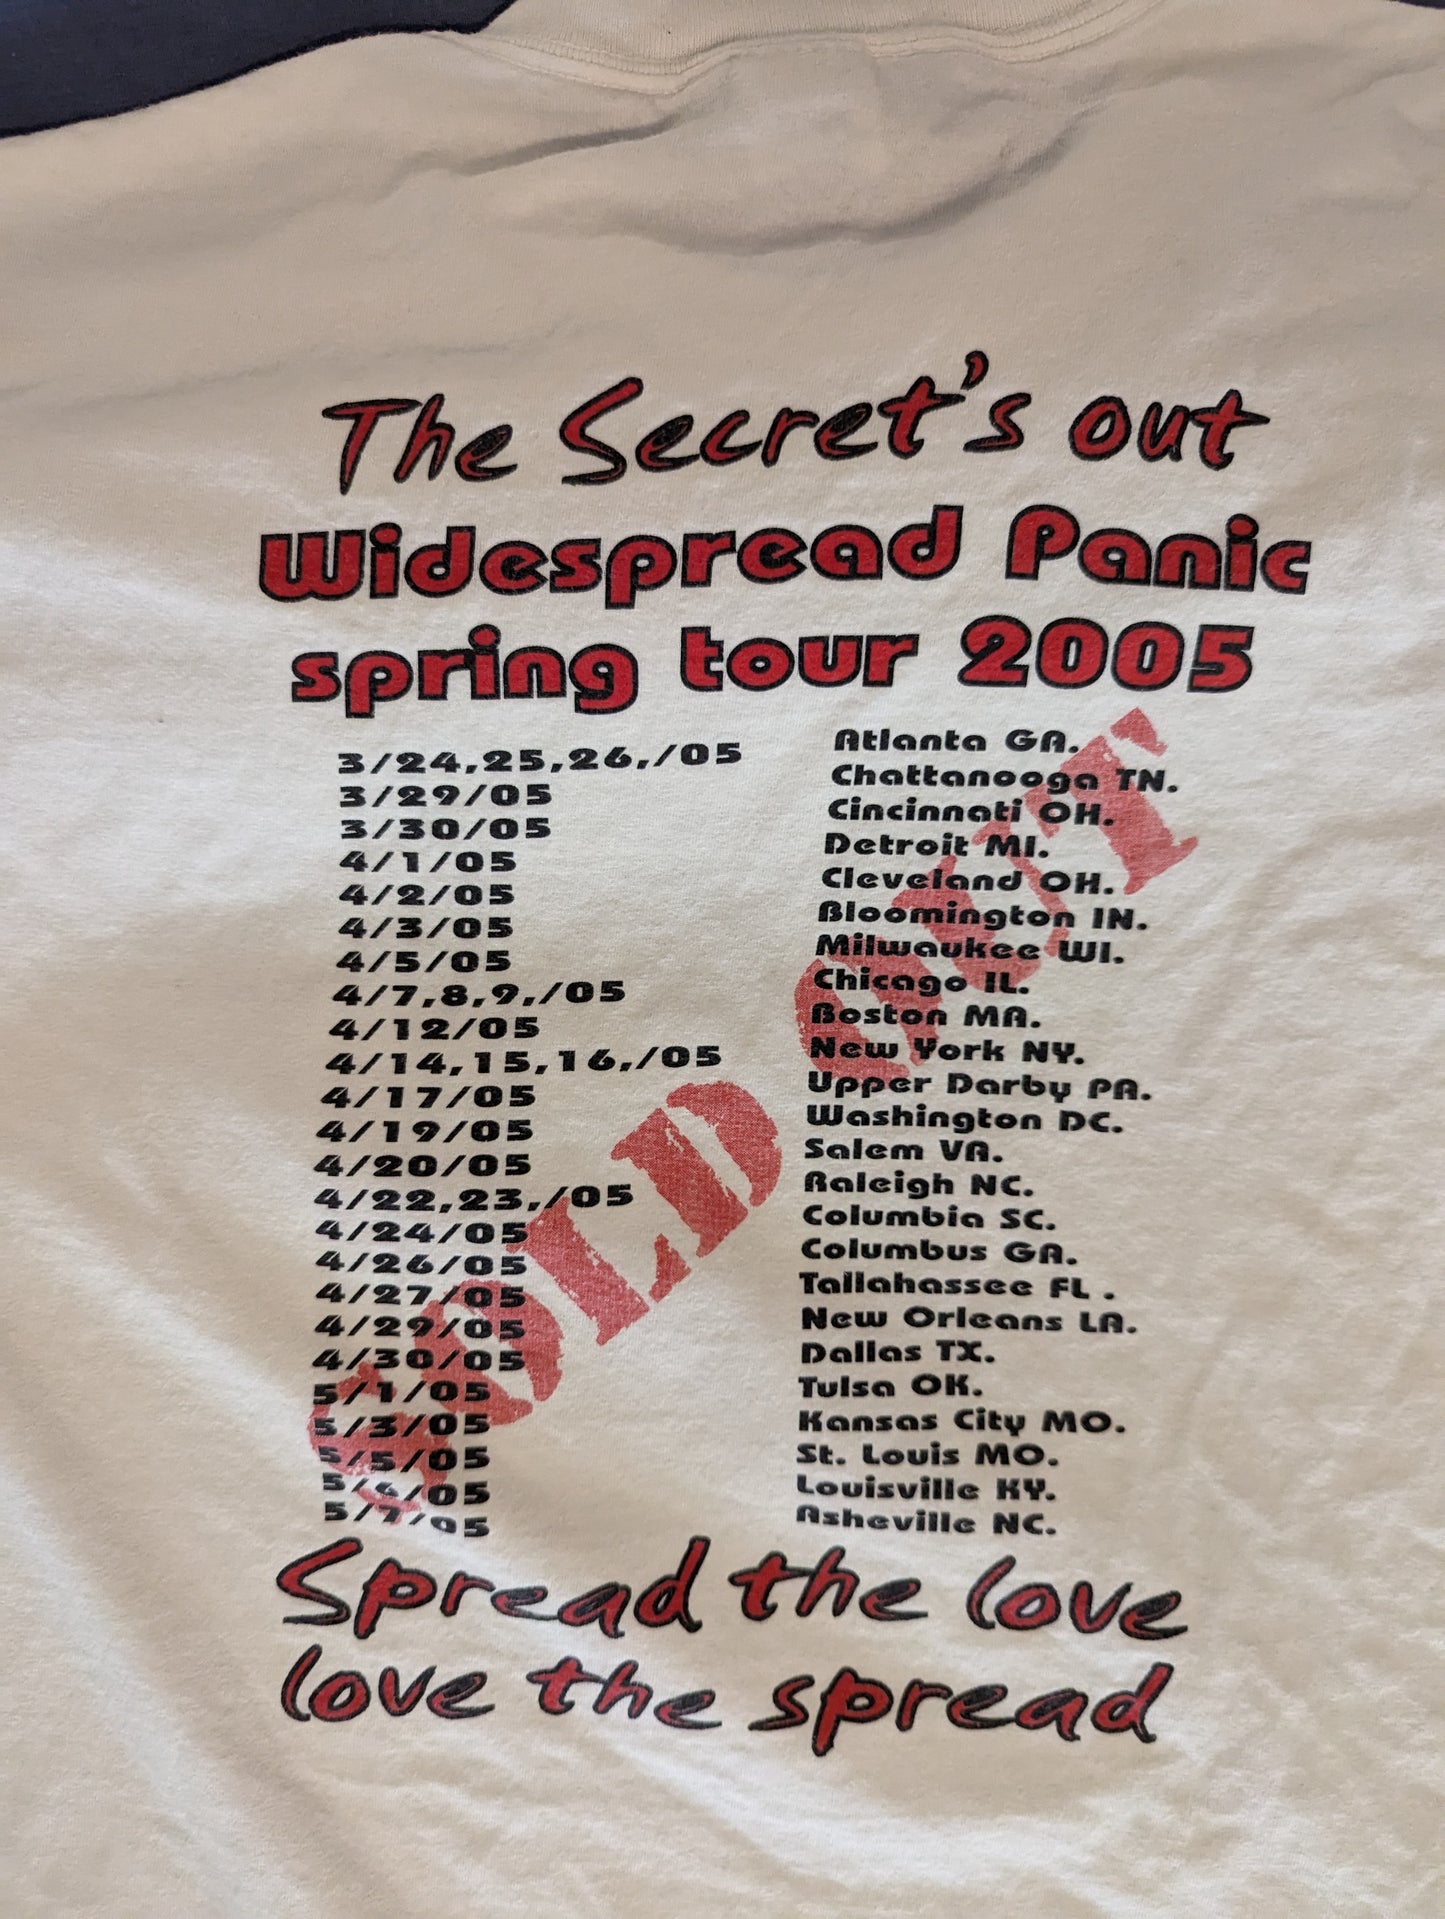 The Secret's out
Widespread Panic
spring tour 2005
3/24,25,26,/05 Atlanta GA.
3/29/05 Chattanooga TN.
3/30/05 Cincinnati OH.
4/1/05 Detroit MI.
4/2/05 Cleveland OH.
4/3/05 Bloomington IN.
4/5/05 Milwaukee WI.
4/7,8,9,/05 Chicago IL.
4/12/05 Boston MA.
4/14,15,16,/05 New York NY.
4/17/05 Upper Darby PA.
4/19/05 Washington DC.
4/20/05 Salem VA.
4/22,23,/05 Raleigh NC.
4/24/05 Columbia SC.
4/26/05 Columbus GA.
4/27/05 Tallahassee FL .
4/29/05 New Orleans LA.
4/30/05 Dallas TX.
5/1/05 Tulsa OK.
5/3/05 Kansas City MO.
5/5/05 St. Louis MO.
5/6/05 Louisville KY.
5/7/05 Asheville NC.
SOLD OUT
Spread the love
love the spread